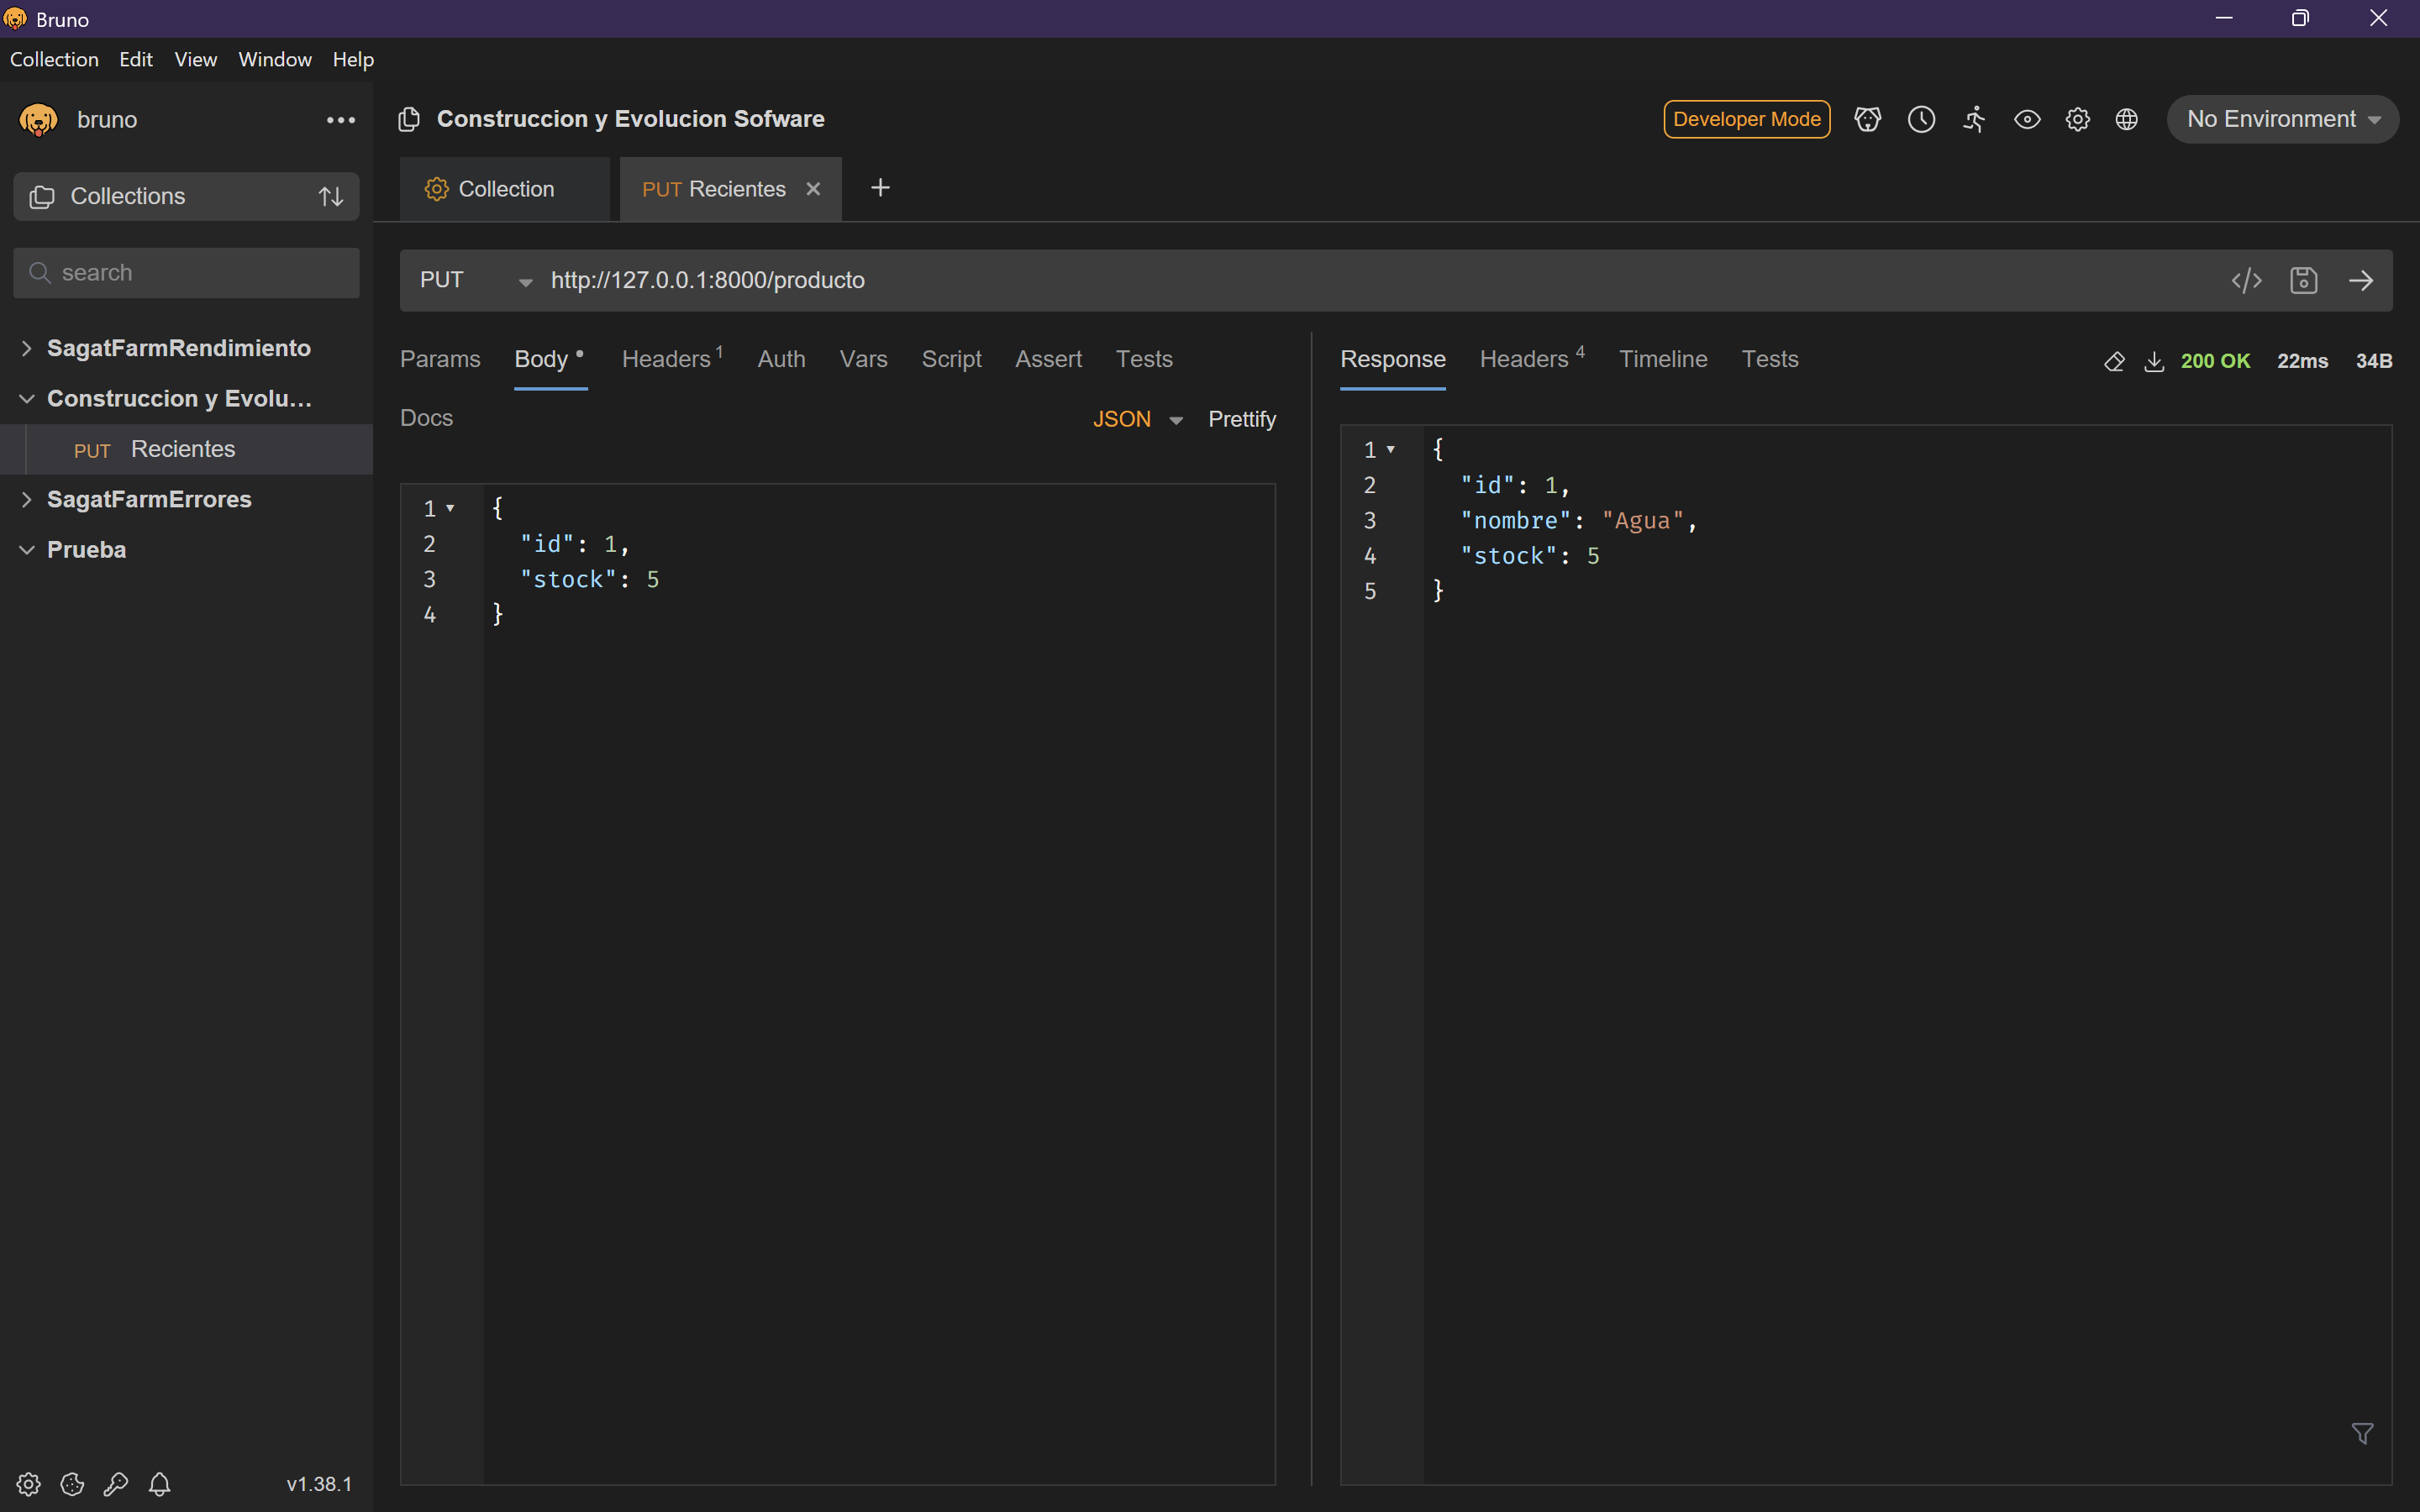 Bruno
Collection Edit View Window Help
bruno
Construccion y Evolucion Sofware
Developer Mode
No Environment
Collections
Collection
PUT Recientes
search
PUT
http://127.0.0.1:8000/producto
SagatFarmRendimiento
Construccion y Evolu...
PUT Recientes
SagatFarmErrores
Prueba
Params Body Headers 1 Auth Vars Script Assert Tests
Docs
JSON Prettify
1 {
2 "id": 1,
3 "stock": 5
4 }
Response Headers 4 Timeline Tests
200 OK 22ms 34B
1 {
2 "id": 1,
3 "nombre": "Agua",
4 "stock": 5
5 }
v1.38.1